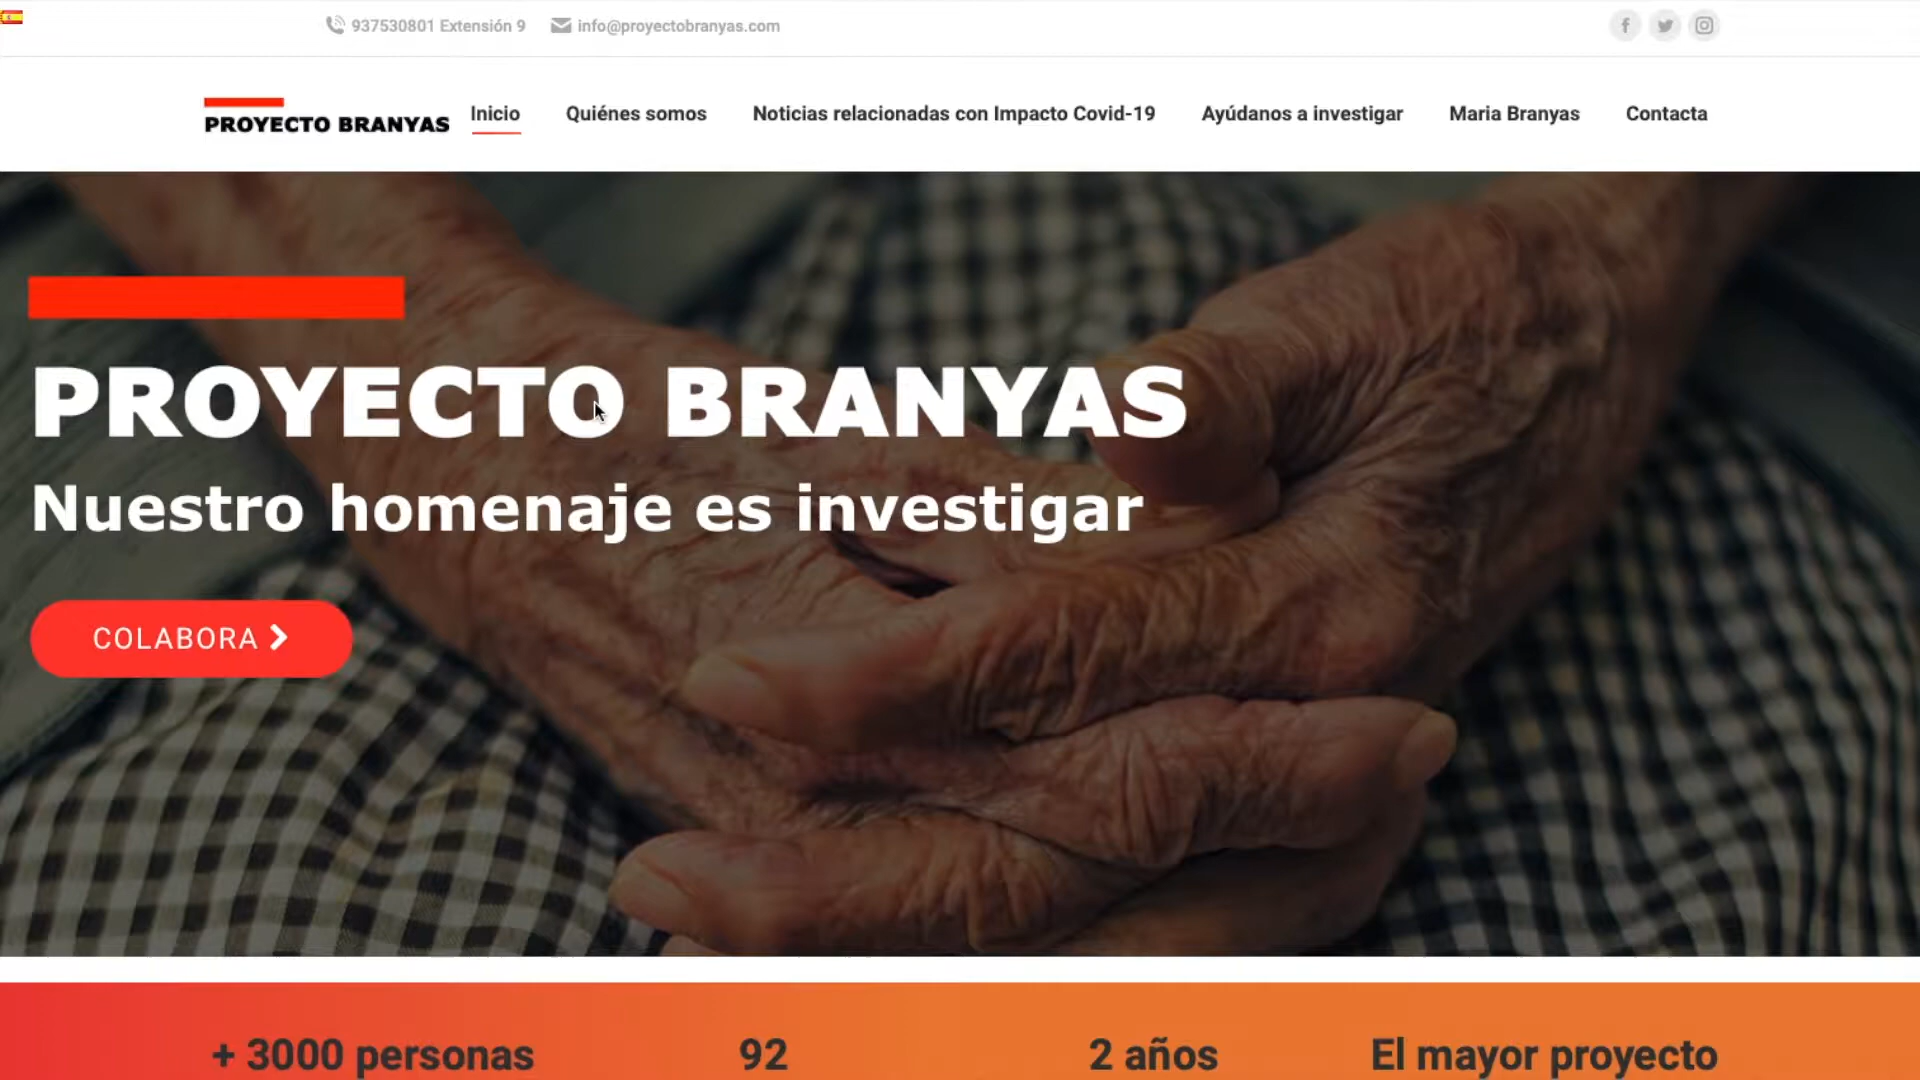 937530801 Extensión 9
info@proyectobranyas.com
PROYECTO BRANYAS
Inicio
Quiénes somos
Noticias relacionadas con Impacto Covid-19
Ayúdanos a investigar
Maria Branyas
Contacta
PROYECTO BRANYAS
Nuestro homenaje es investigar
COLABORA
+ 3000 personas
92
2 años
El mayor proyecto